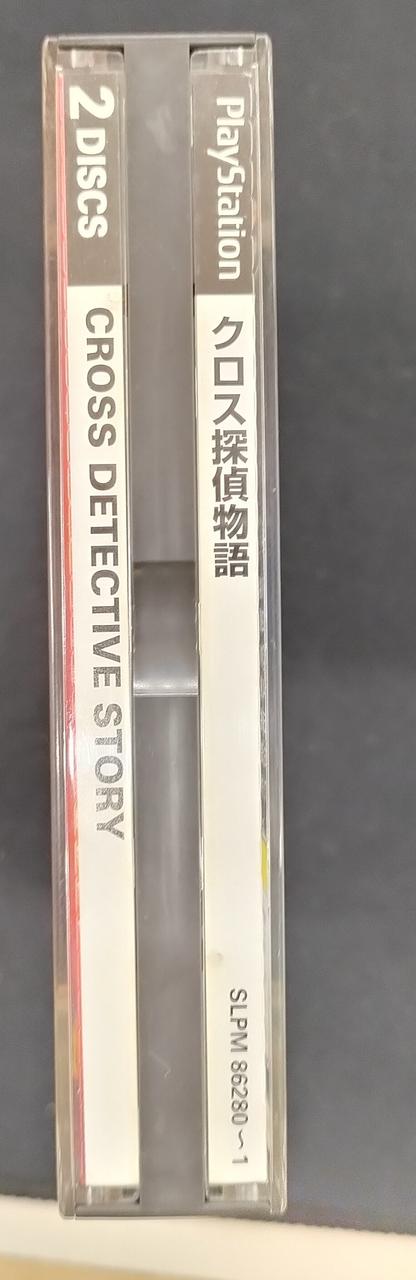 PlayStation
クロス探偵物語
SLPM 86280〜1
2 DISCS
CROSS DETECTIVE STORY